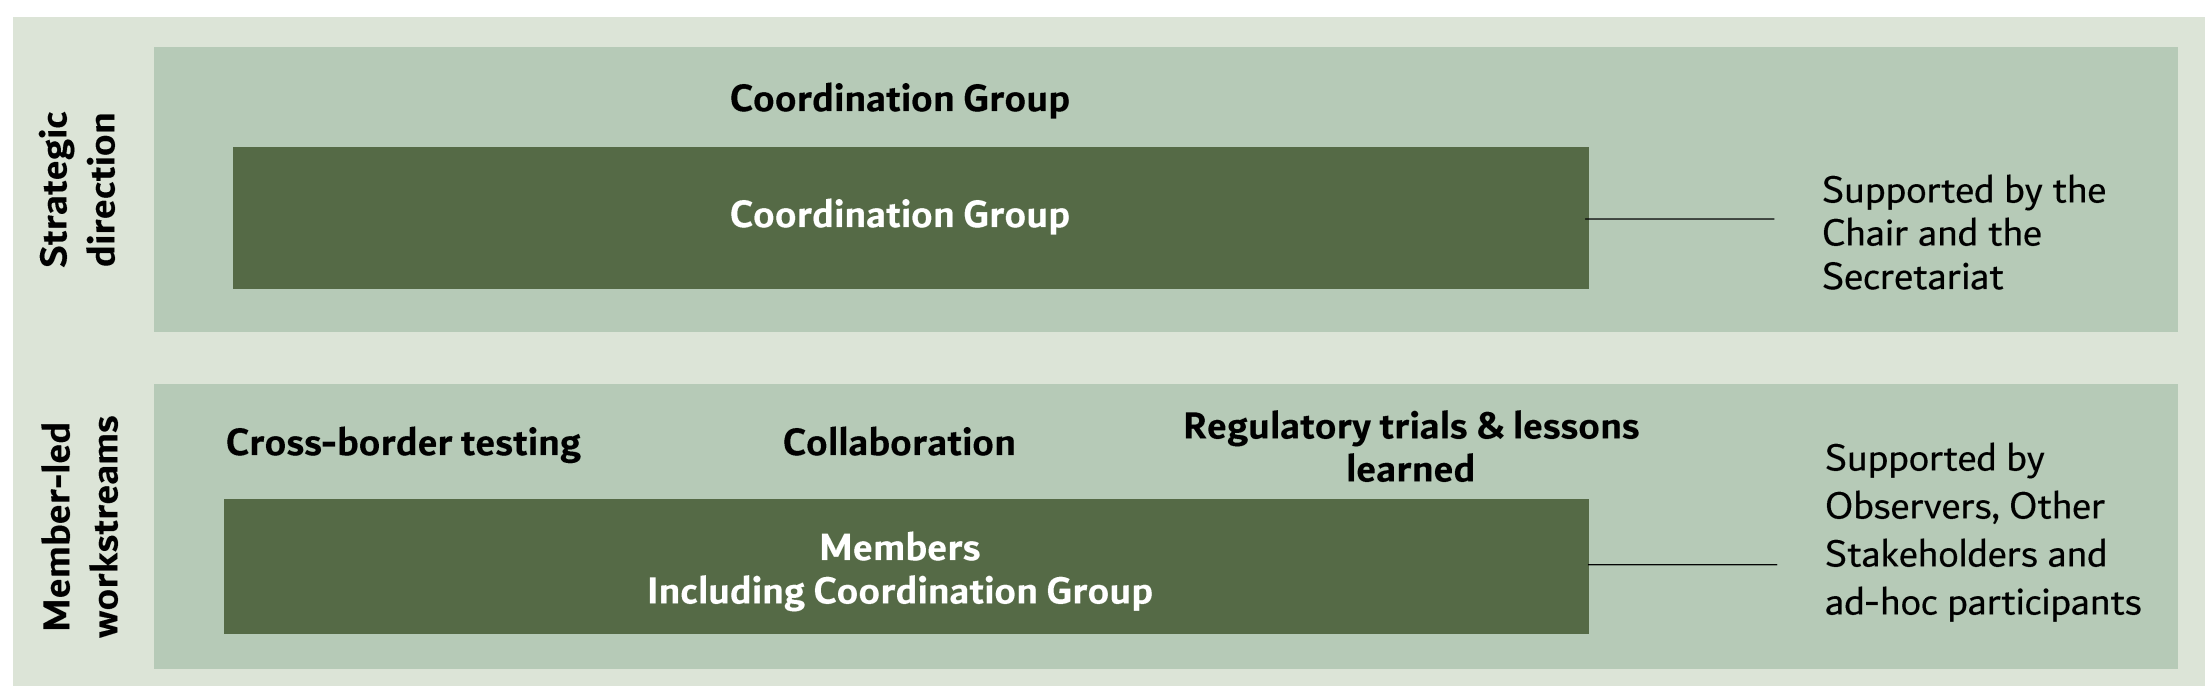 Strategic
direction
Coordination Group
Coordination Group
Supported by the
Chair and the
Secretariat
Member-led
workstreams
Cross-border testing
Collaboration
Regulatory trials & lessons
learned
Members
Including Coordination Group
Supported by
Observers, Other
Stakeholders and
ad-hoc participants